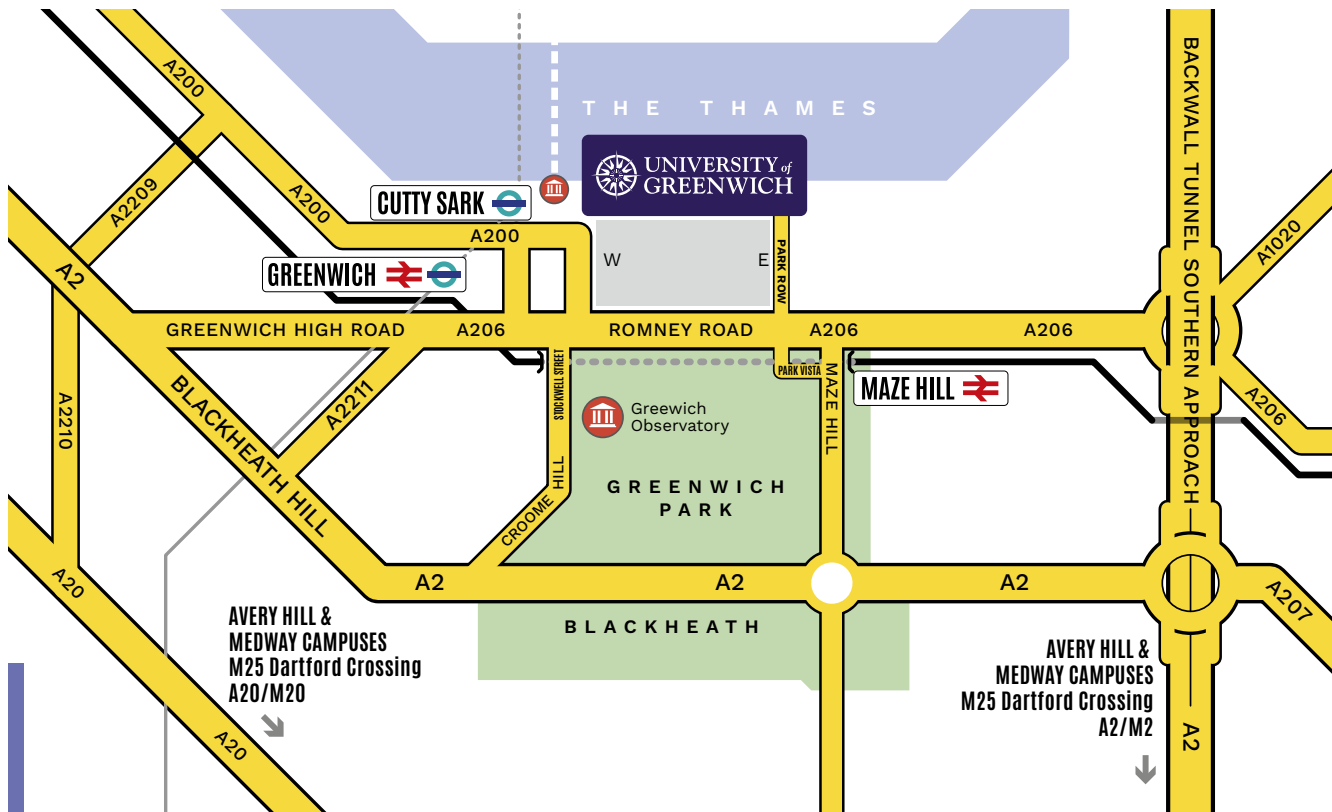 THE THAMES
UNIVERSITY of
GREENWICH
A200
A200
A2209
CUTTY SARK
A200
GREENWICH
A2
W
E
PARK ROW
BACKWALL TUNNEL SOUTHERN APPROACH
A1020
GREENWICH HIGH ROAD
A206
ROMNEY ROAD
A206
A206
A206
STOCKWELL STREET
PARK VISTA
MAZE HILL
MAZE HILL
A2210
BLACKHEATH HILL
A2211
Greewich
Observatory
GREENWICH
PARK
CROOME HILL
A2
A2
A2
A20
A207
BLACKHEATH
AVERY HILL &
MEDWAY CAMPUSES
M25 Dartford Crossing
A20/M20
A20
AVERY HILL &
MEDWAY CAMPUSES
M25 Dartford Crossing
A2/M2
A2